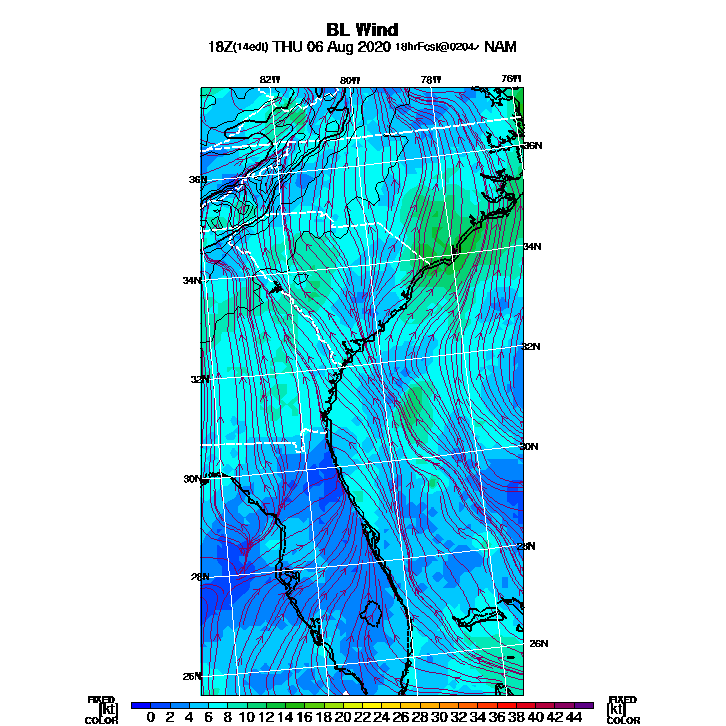 BL Wind
18Z(14edt) THU 06 Aug 2020 18hrFcst@0204z NAM
82W 80W 78W 76W
36N
36N
34N
34N
32N
32N
30N
30N
28N
28N
26N
26N
FIXED FIXED
[kt] [kt]
COLOR COLOR
0 2 4 6 8 10 12 14 16 18 20 22 24 26 28 30 32 34 36 38 40 42 44